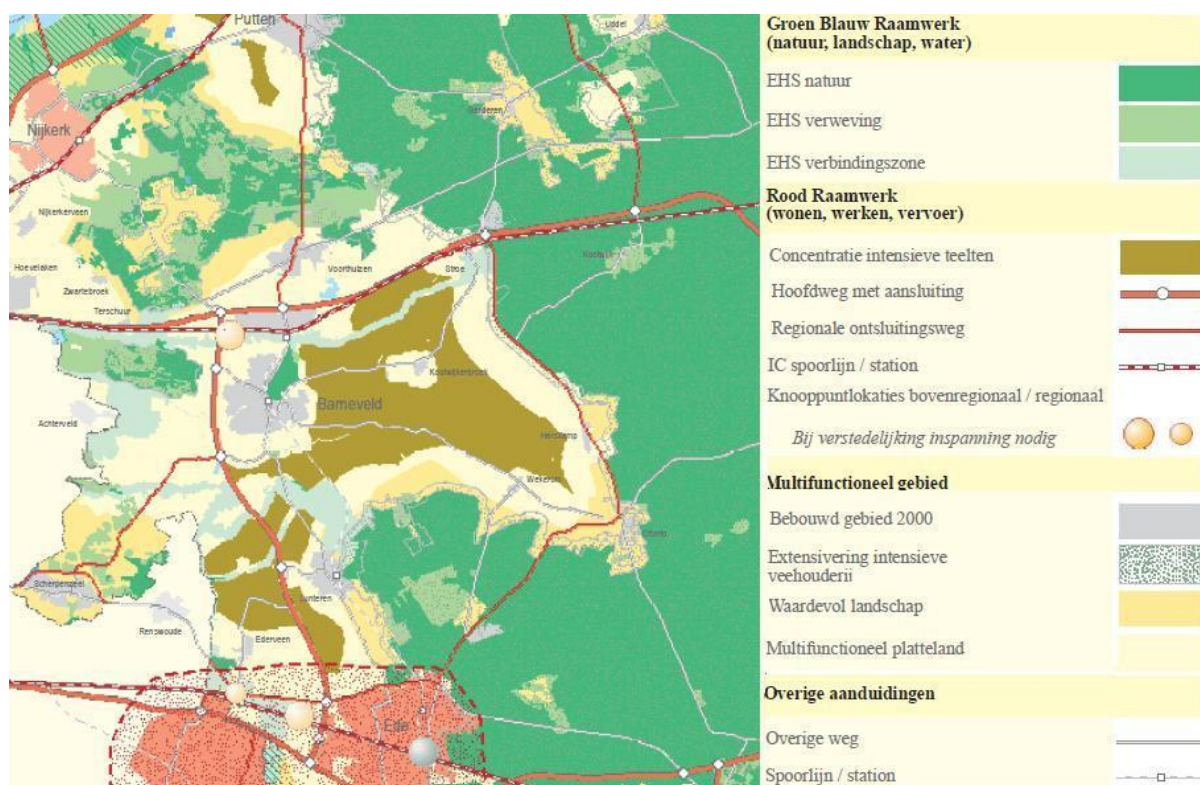 Putten
Uddel
Garderen
Nijkerk
Nijkerkerveen
Hoevelaken
Zwartebroek
Terschuur
Voorthuizen
Stroe
Kootwijk
Kootwijkerbroek
Barneveld
Achterveld
Harskamp
Wekerom
Otterlo
Scherpenzeel
Renswoude
Lunteren
Ederveen
Ede
Groen Blauw Raamwerk
(natuur, landschap, water)
EHS natuur
EHS verweving
EHS verbindingszone
Rood Raamwerk
(wonen, werken, vervoer)
Concentratie intensieve teelten
Hoofdweg met aansluiting
Regionale ontsluitingsweg
IC spoorlijn / station
Knooppuntlokaties bovenregionaal / regionaal
Bij verstedelijking inspanning nodig
Multifunctioneel gebied
Bebouwd gebied 2000
Extensivering intensieve
veehouderij
Waardevol landschap
Multifunctioneel platteland
Overige aanduidingen
Overige weg
Spoorlijn / station